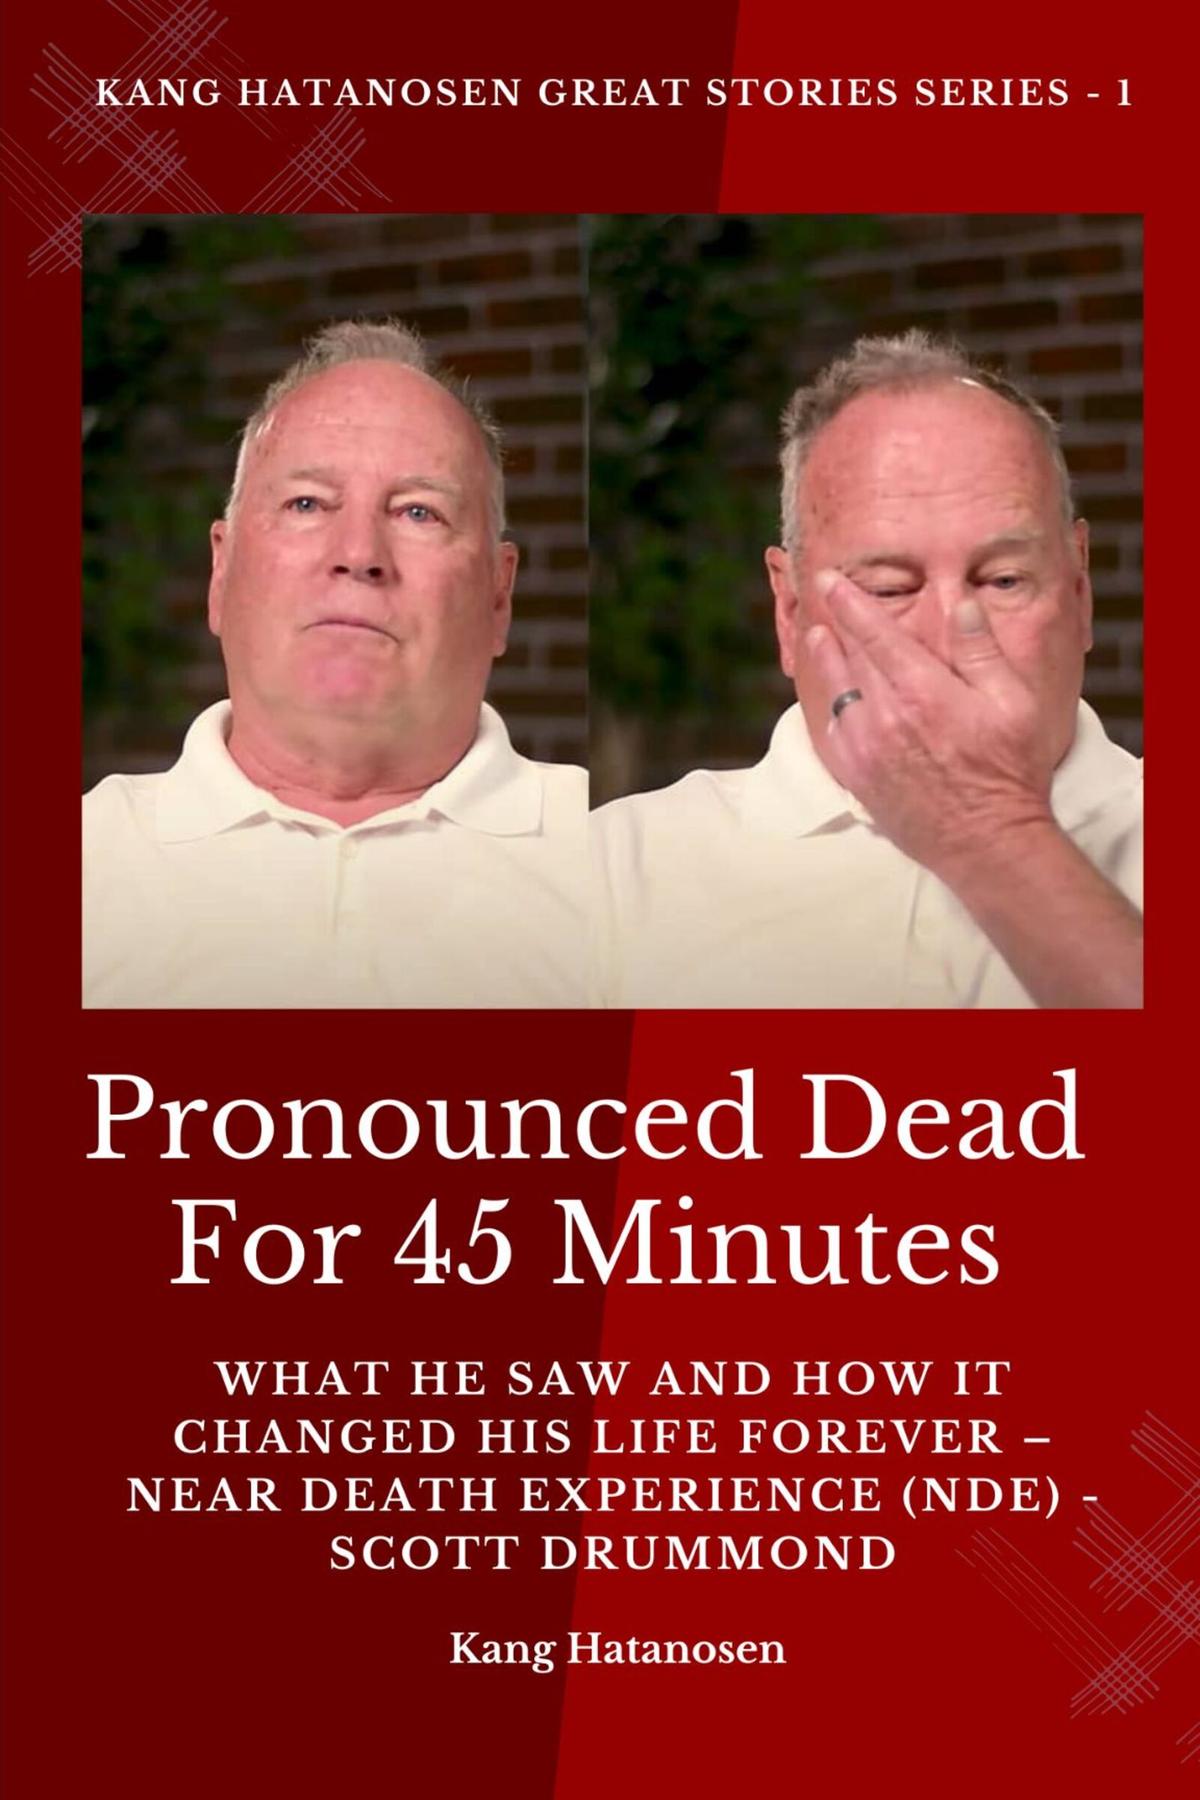 KANG HATANOSEN GREAT STORIES SERIES - 1
Pronounced Dead
For 45 Minutes
WHAT HE SAW AND HOW IT
CHANGED HIS LIFE FOREVER –
NEAR DEATH EXPERIENCE (NDE) -
SCOTT DRUMMOND
Kang Hatanosen